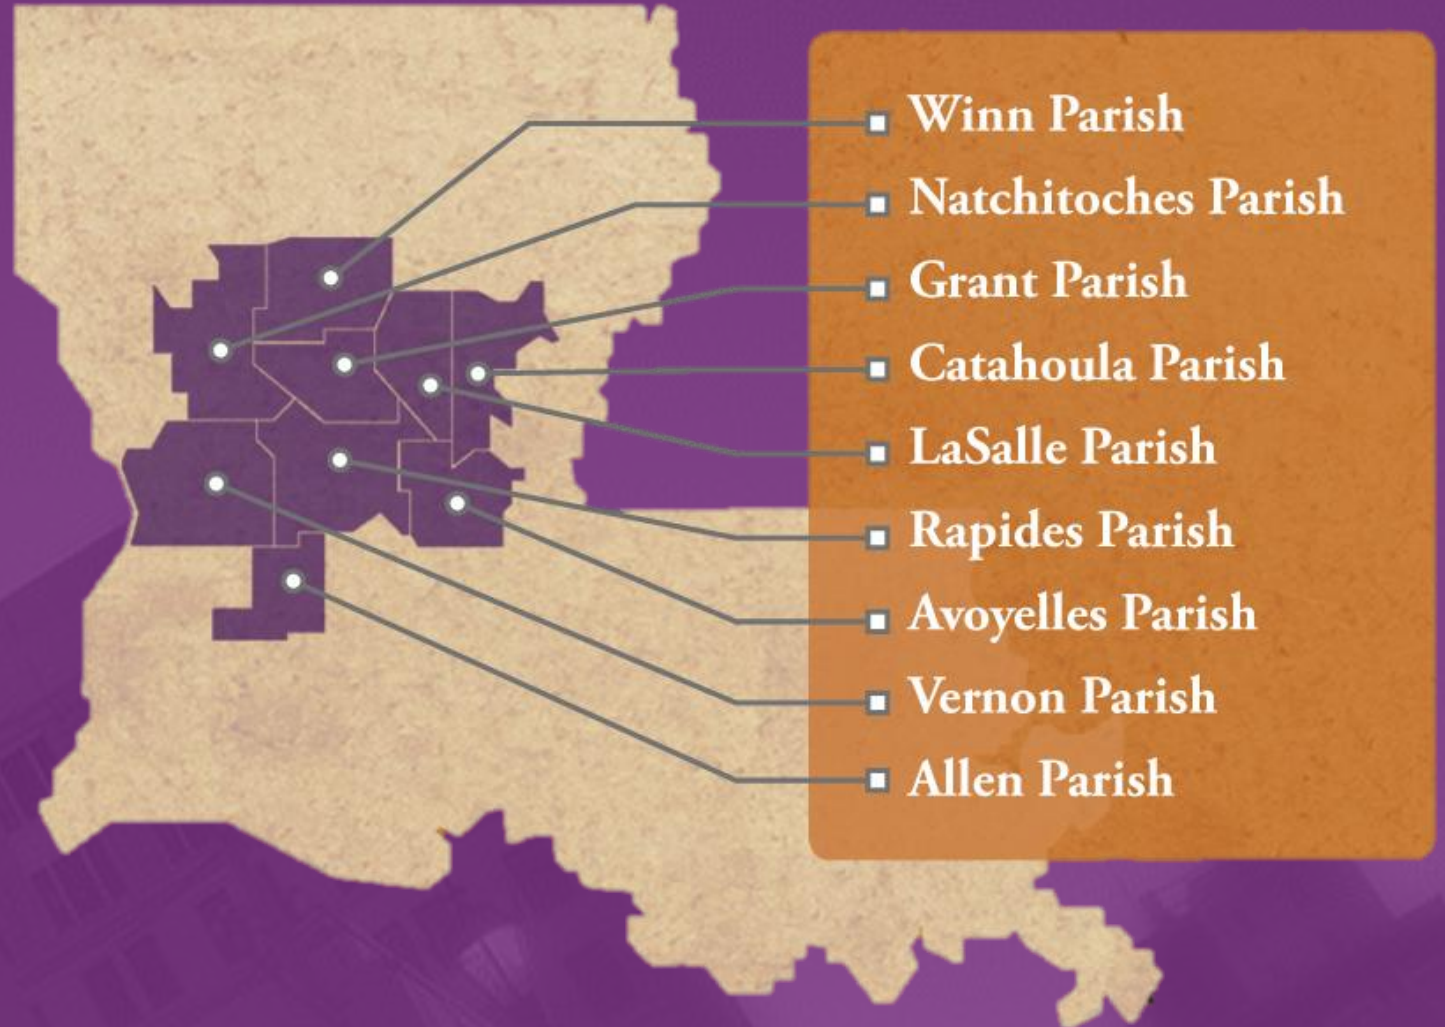 Winn Parish
Natchitoches Parish
Grant Parish
Catahoula Parish
LaSalle Parish
Rapides Parish
Avoyelles Parish
Vernon Parish
Allen Parish